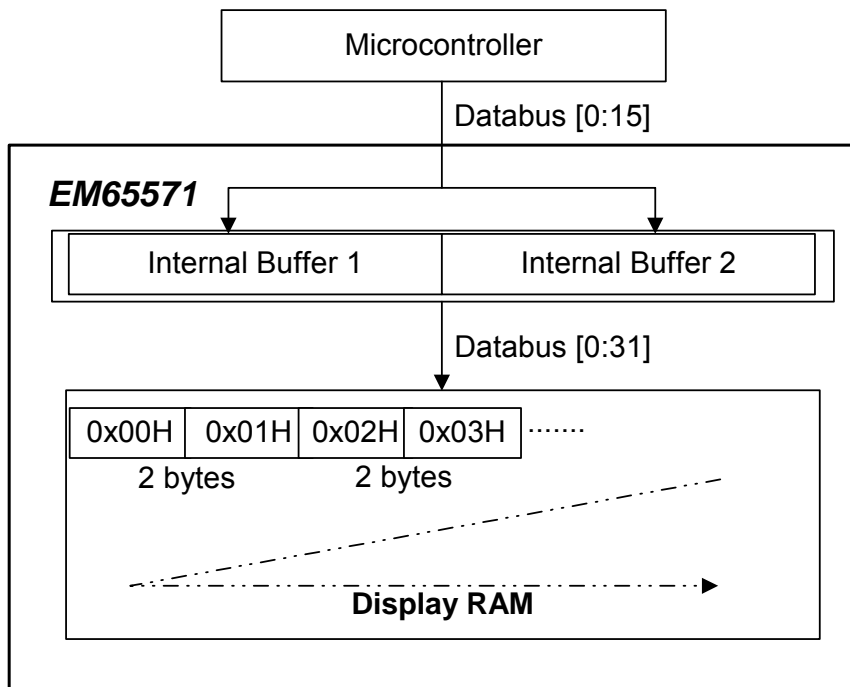 Microcontroller
Databus [0:15]
EM65571
Internal Buffer 1 Internal Buffer 2
Databus [0:31]
0x00H 0x01H 0x02H 0x03H .......
2 bytes 2 bytes
Display RAM